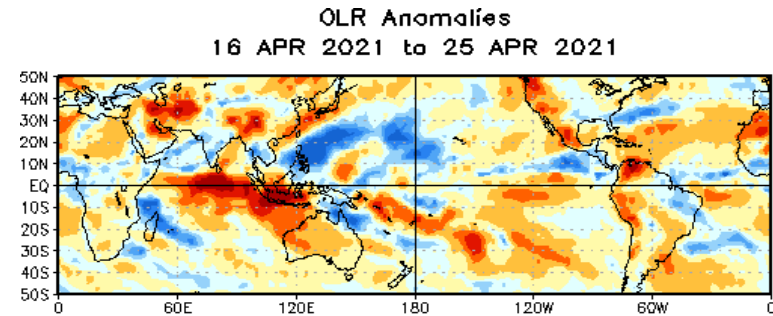 OLR Anomalies
16 APR 2021 to 25 APR 2021
50N
40N
30N
20N
10N
EQ
10S
20S
30S
40S
50S
0 60E 120E 180 120W 60W 0